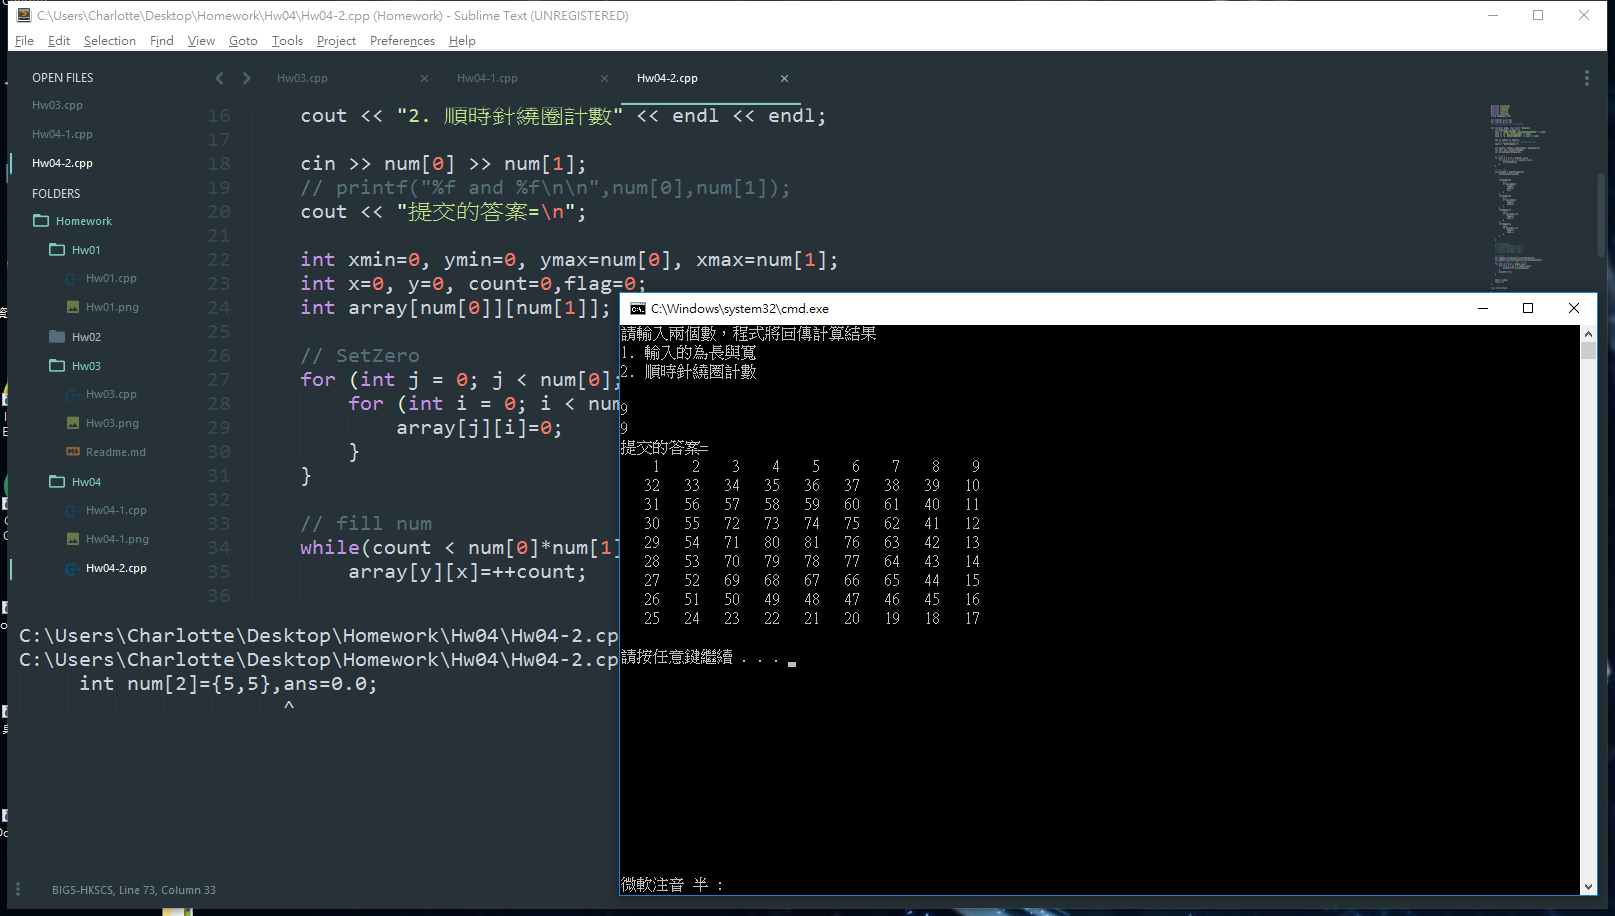 C:\Users\Charlotte\Desktop\Homework\Hw04\Hw04-2.cpp (Homework) - Sublime Text (UNREGISTERED)
File Edit Selection Find View Goto Tools Project Preferences Help
OPEN FILES
Hw03.cpp
Hw04-1.cpp
Hw04-2.cpp
FOLDERS
Homework
Hw01
Hw01.cpp
Hw01.png
Hw02
Hw03
Hw03.cpp
Hw03.png
Readme.md
Hw04
Hw04-1.cpp
Hw04-1.png
Hw04-2.cpp
Hw03.cpp Hw04-1.cpp Hw04-2.cpp
16 cout << "2. 順時針繞圈計數" << endl << endl;
17
18 cin >> num[0] >> num[1];
19 // printf("%f and %f\n\n",num[0],num[1]);
20 cout << "提交的答案=\n";
21
22 int xmin=0, ymin=0, ymax=num[0], xmax=num[1];
23 int x=0, y=0, count=0,flag=0;
24 int array[num[0]][num[1]];
25
26 // SetZero
27 for (int j = 0; j < num[0];
28 for (int i = 0; i < num
29 array[j][i]=0;
30 }
31 }
32
33 // fill num
34 while(count < num[0]*num[1]
35 array[y][x]=++count;
36
C:\Users\Charlotte\Desktop\Homework\Hw04\Hw04-2.cp
C:\Users\Charlotte\Desktop\Homework\Hw04\Hw04-2.cp
int num[2]={5,5},ans=0.0;
^
BIG5-HKSCS, Line 73, Column 33
C:\Windows\system32\cmd.exe
請輸入兩個數，程式將回傳計算結果
1. 輸入的為長與寬
2. 順時針繞圈計數
9
9
提交的答案=
1 2 3 4 5 6 7 8 9
32 33 34 35 36 37 38 39 10
31 56 57 58 59 60 61 40 11
30 55 72 73 74 75 62 41 12
29 54 71 80 81 76 63 42 13
28 53 70 79 78 77 64 43 14
27 52 69 68 67 66 65 44 15
26 51 50 49 48 47 46 45 16
25 24 23 22 21 20 19 18 17
請按任意鍵繼續 . . .
微軟注音 半 :